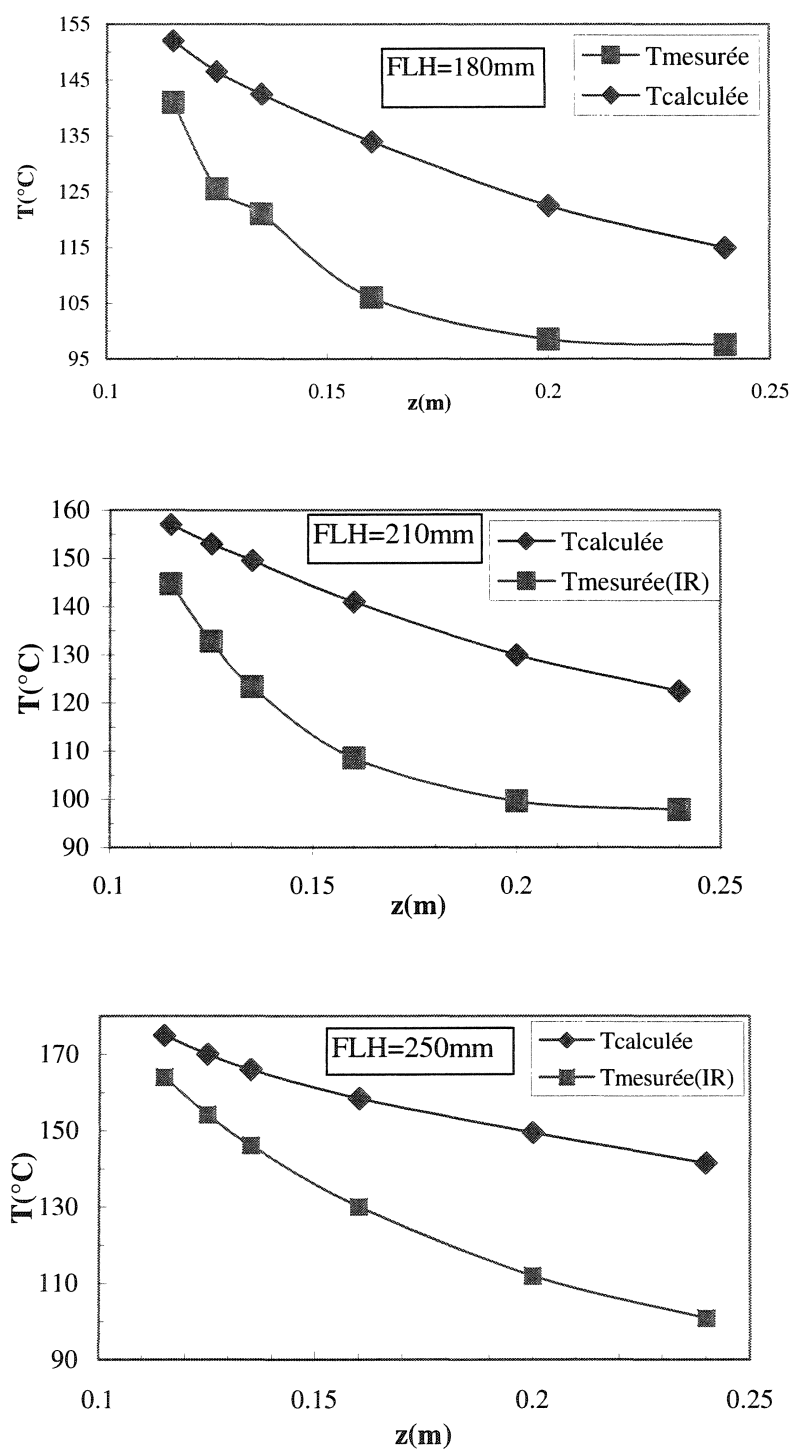 155
145
135
125
115
105
95
T(°C)
FLH=180mm
Tmesurée
Tcalculée
0.1
0.15
0.2
0.25
z(m)
160
150
140
130
120
110
100
90
T(°C)
FLH=210mm
Tcalculée
Tmesurée(IR)
0.1
0.15
0.2
0.25
z(m)
170
150
130
110
90
T(°C)
FLH=250mm
Tcalculée
Tmesurée(IR)
0.1
0.15
0.2
0.25
z(m)